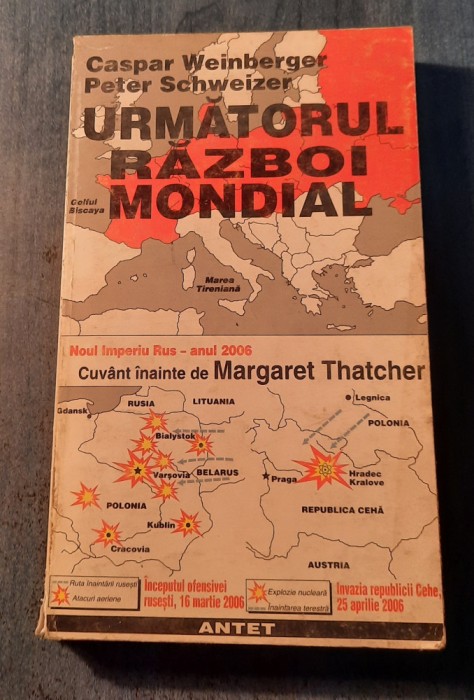 Caspar Weinberger
Peter Schweizer
URMĂTORUL
RĂZBOI
MONDIAL
Golful
Biscaya
Marea
Tireniană
Noul Imperiu Rus – anul 2006
Cuvânt înainte de Margaret Thatcher
Gdansk
RUSIA
LITUANIA
Bialystok
Varşovia
BELARUS
POLONIA
Kublin
Cracovia
Legnica
POLONIA
Praga
Hradec
Kralove
REPUBLICA CEHĂ
AUSTRIA
Ruta înaintării ruseşti
Atacuri aeriene
Începutul ofensivei
ruseşti, 16 martie 2006
Explozie nucleară
Înaintarea terestră
Invazia republicii Cehe,
25 aprilie 2006
ANTET